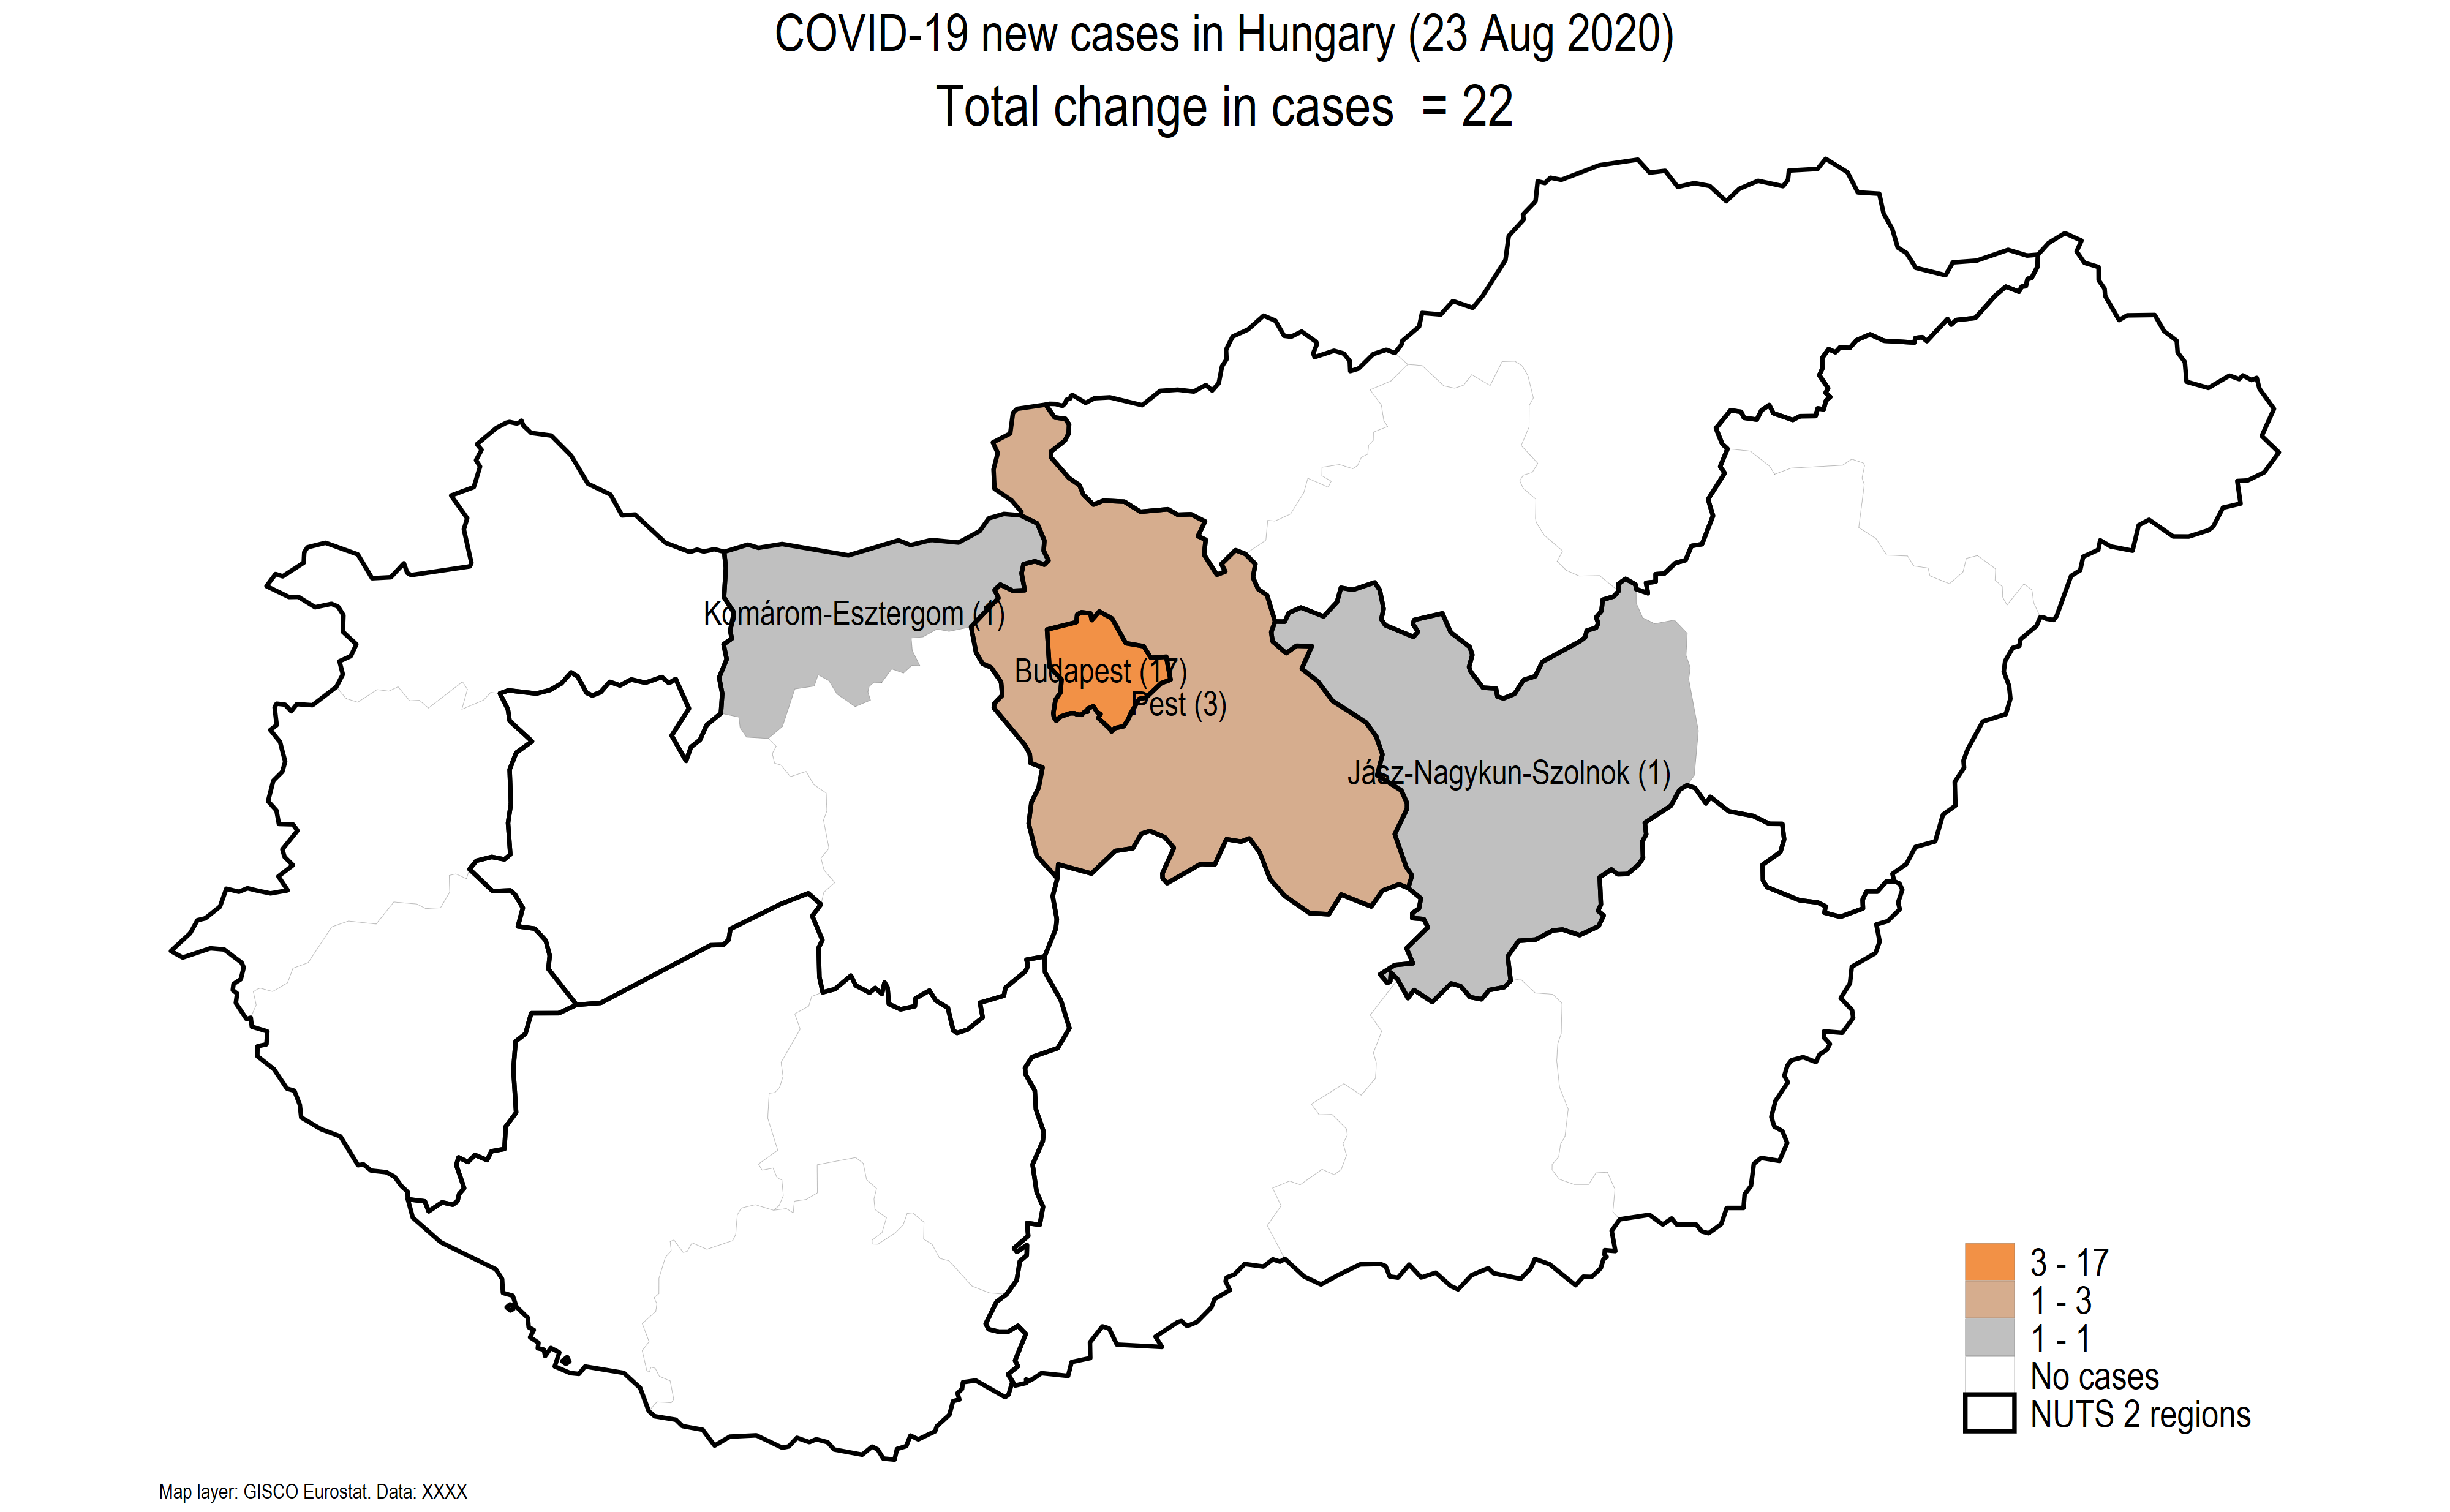 COVID-19 new cases in Hungary (23 Aug 2020)
Total change in cases = 22
Komárom-Esztergom (1)
Budapest (17)
Pest (3)
Jász-Nagykun-Szolnok (1)
3 - 17
1 - 3
1 - 1
No cases
NUTS 2 regions
Map layer: GISCO Eurostat. Data: XXXX